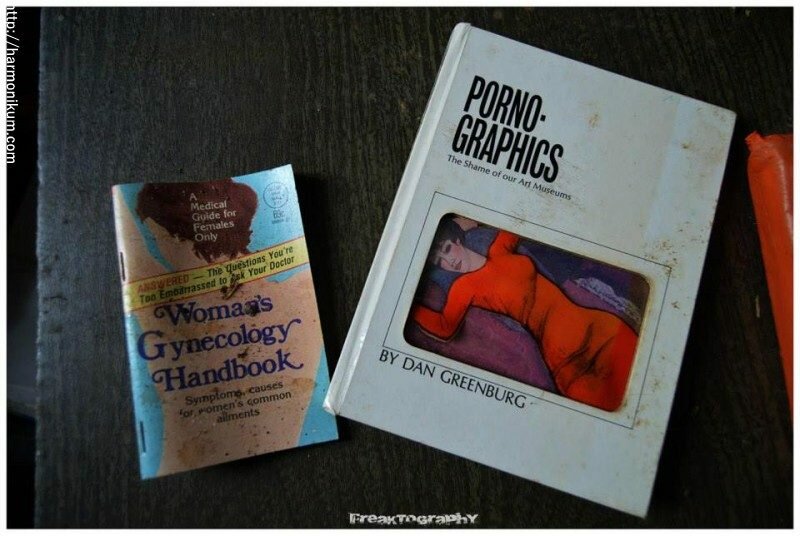 http://harmonikum.com
A
Medical
Guide for
Females
Only
ANSWERED — The Questions You're
Too Embarrassed to Ask Your Doctor
Woman's
Gynecology
Handbook
Symptoms, causes
for women's common
ailments
PORNO-
GRAPHICS
The Shame of our Art Museums
BY DAN GREENBURG
FREAKTOGRAPHY